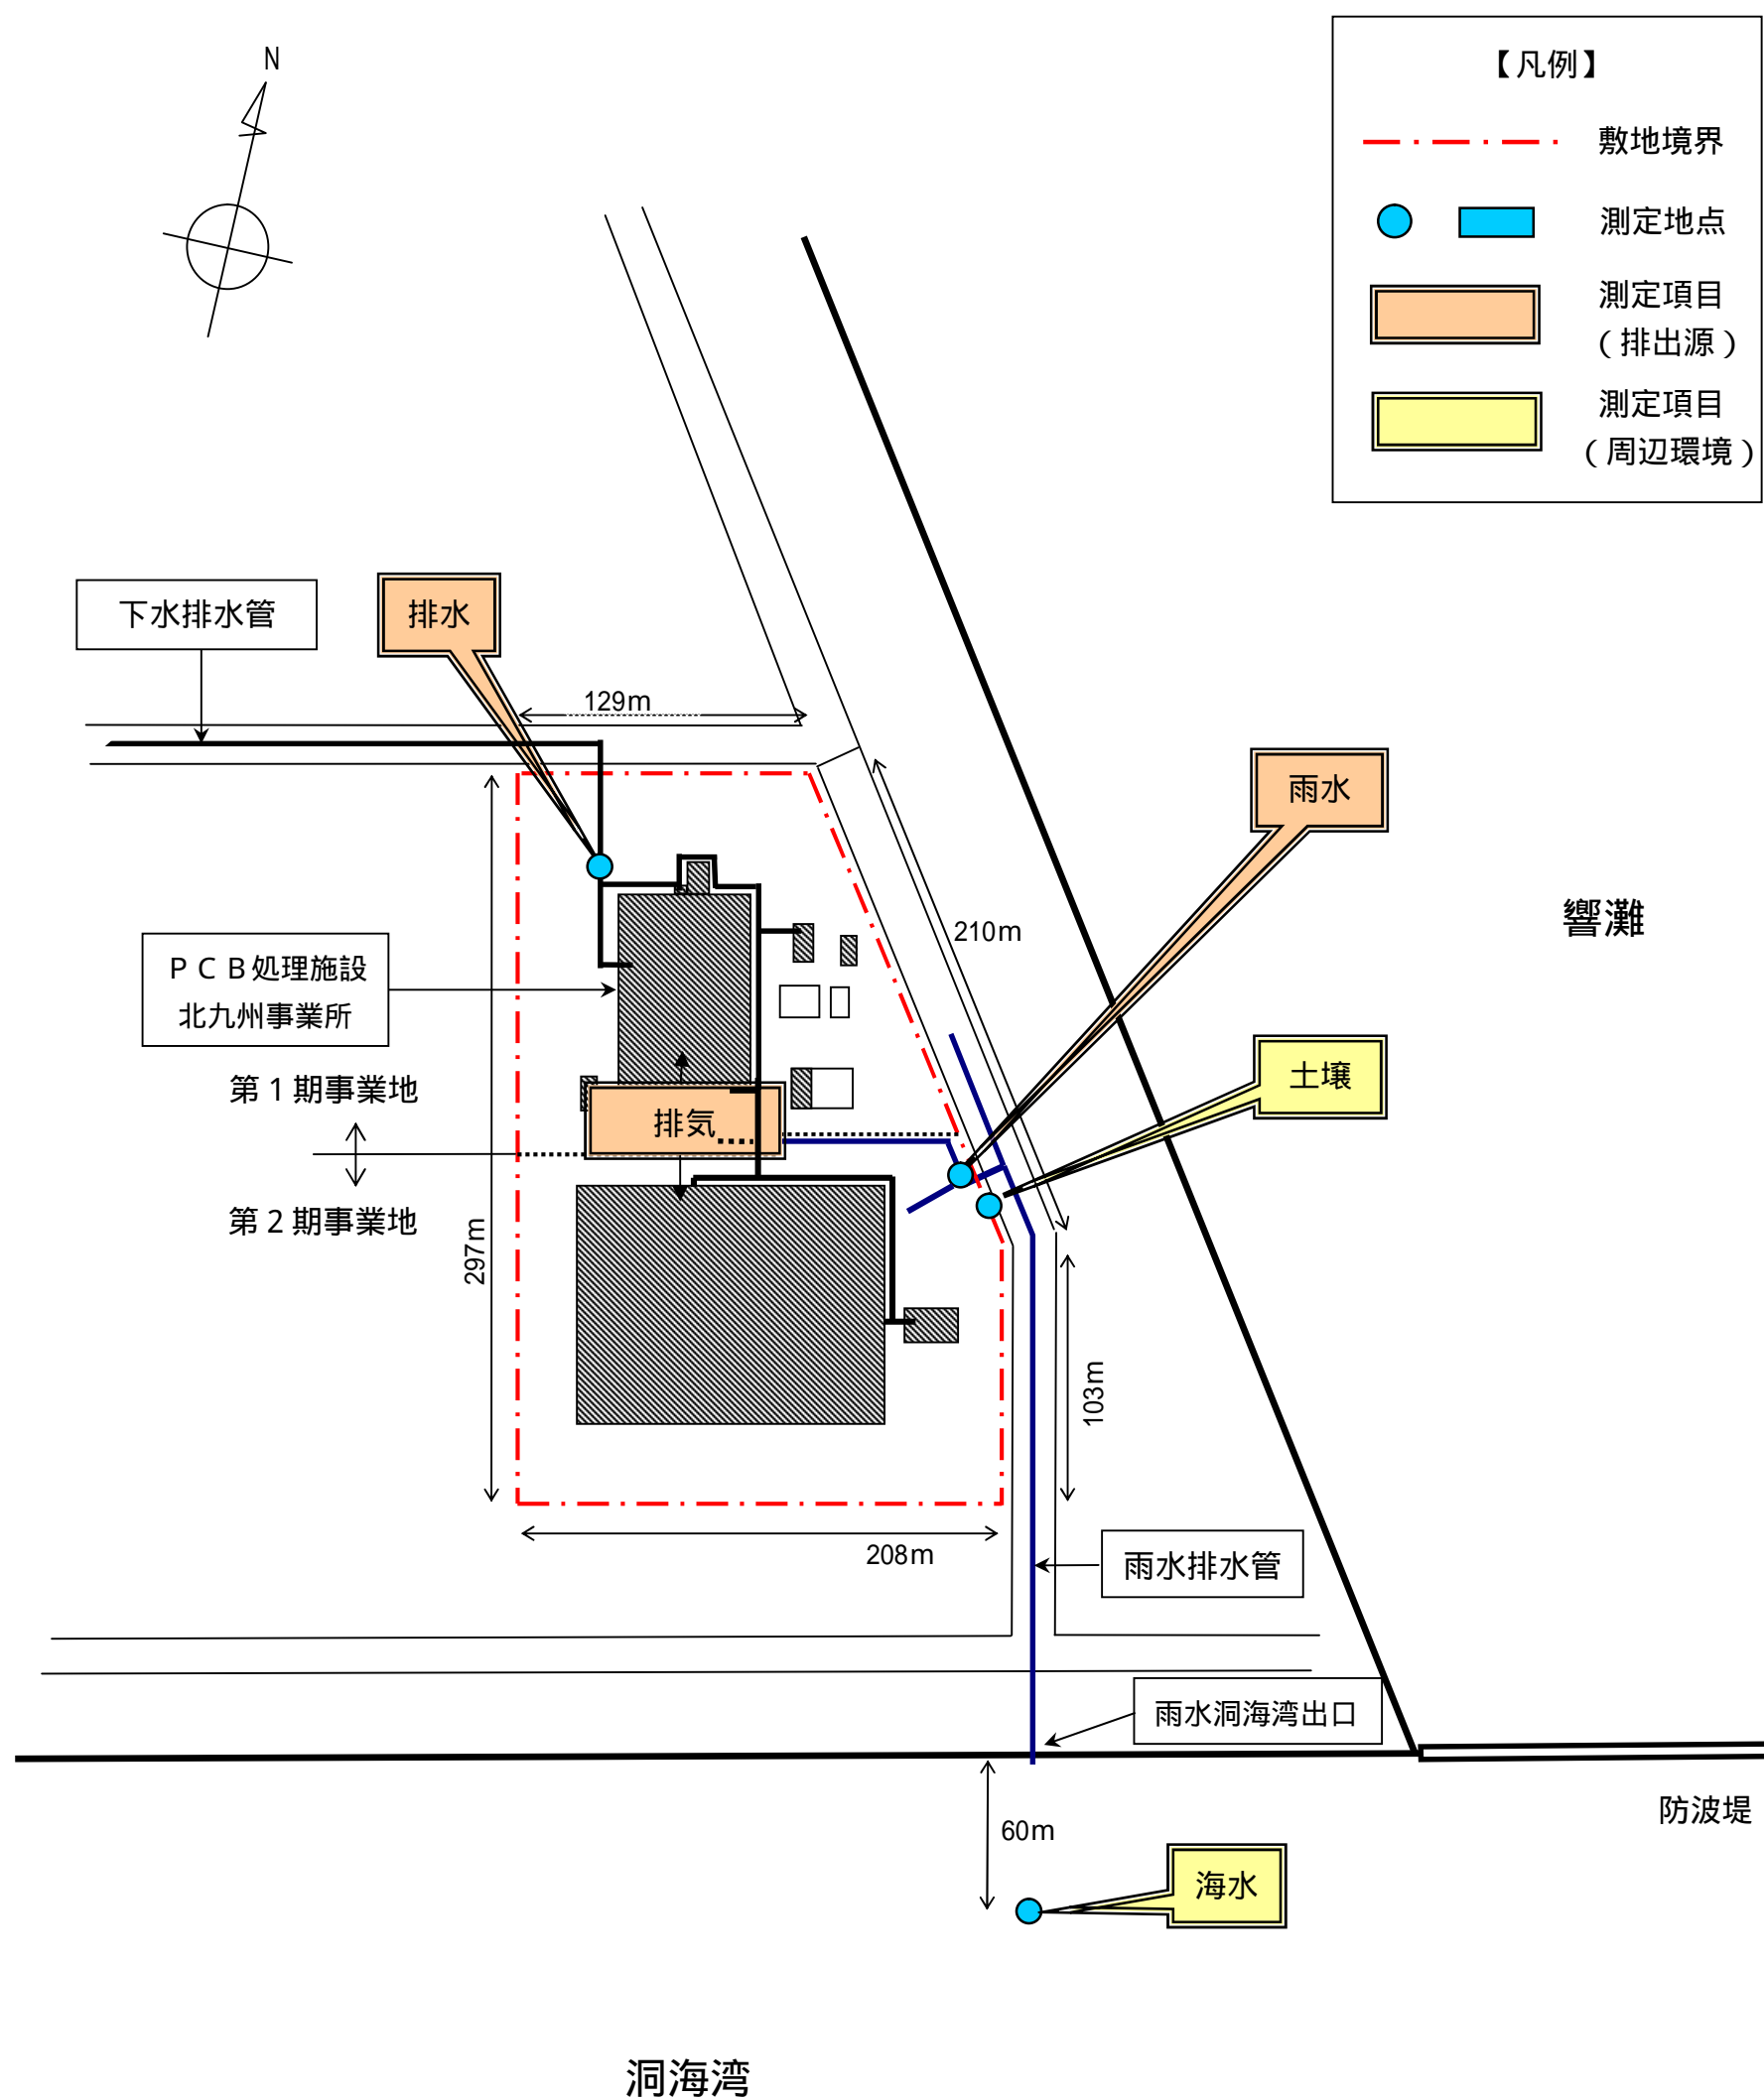 N
【凡例】
敷地境界
測定地点
測定項目
(排出源)
測定項目
(周辺環境)
下水排水管
排水
129m
雨水
響灘
210m
PCB処理施設
北九州事業所
土壌
第1期事業地
排気
第2期事業地
297m
103m
208m
雨水排水管
雨水洞海湾出口
防波堤
60m
海水
洞海湾